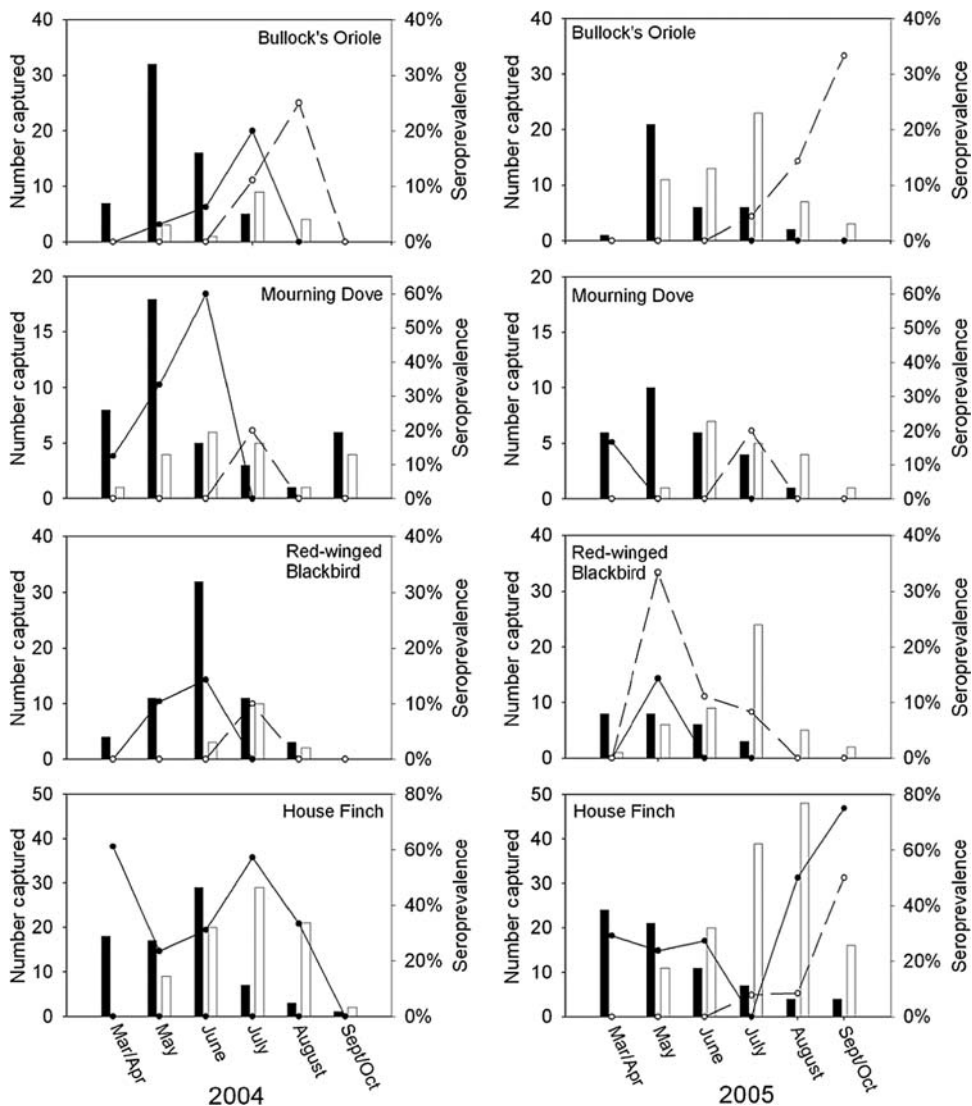 Number captured
40
30
20
10
0
Bullock's Oriole
40%
30%
20%
10%
0%
Seroprevalence
Number captured
40
30
20
10
0
Bullock's Oriole
40%
30%
20%
10%
0%
Seroprevalence
Number captured
20
15
10
5
0
Mourning Dove
60%
50%
40%
30%
20%
10%
0%
Seroprevalence
Number captured
20
15
10
5
0
Mourning Dove
60%
50%
40%
30%
20%
10%
0%
Seroprevalence
Number captured
40
30
20
10
0
Red-winged
Blackbird
40%
30%
20%
10%
0%
Seroprevalence
Number captured
40
30
20
10
0
Red-winged
Blackbird
40%
30%
20%
10%
0%
Seroprevalence
Number captured
50
40
30
20
10
0
House Finch
80%
60%
40%
20%
0%
Seroprevalence
Mar/Apr
May
June
July
August
Sept/Oct
2004
Number captured
50
40
30
20
10
0
House Finch
80%
60%
40%
20%
0%
Seroprevalence
Mar/Apr
May
June
July
August
Sept/Oct
2005